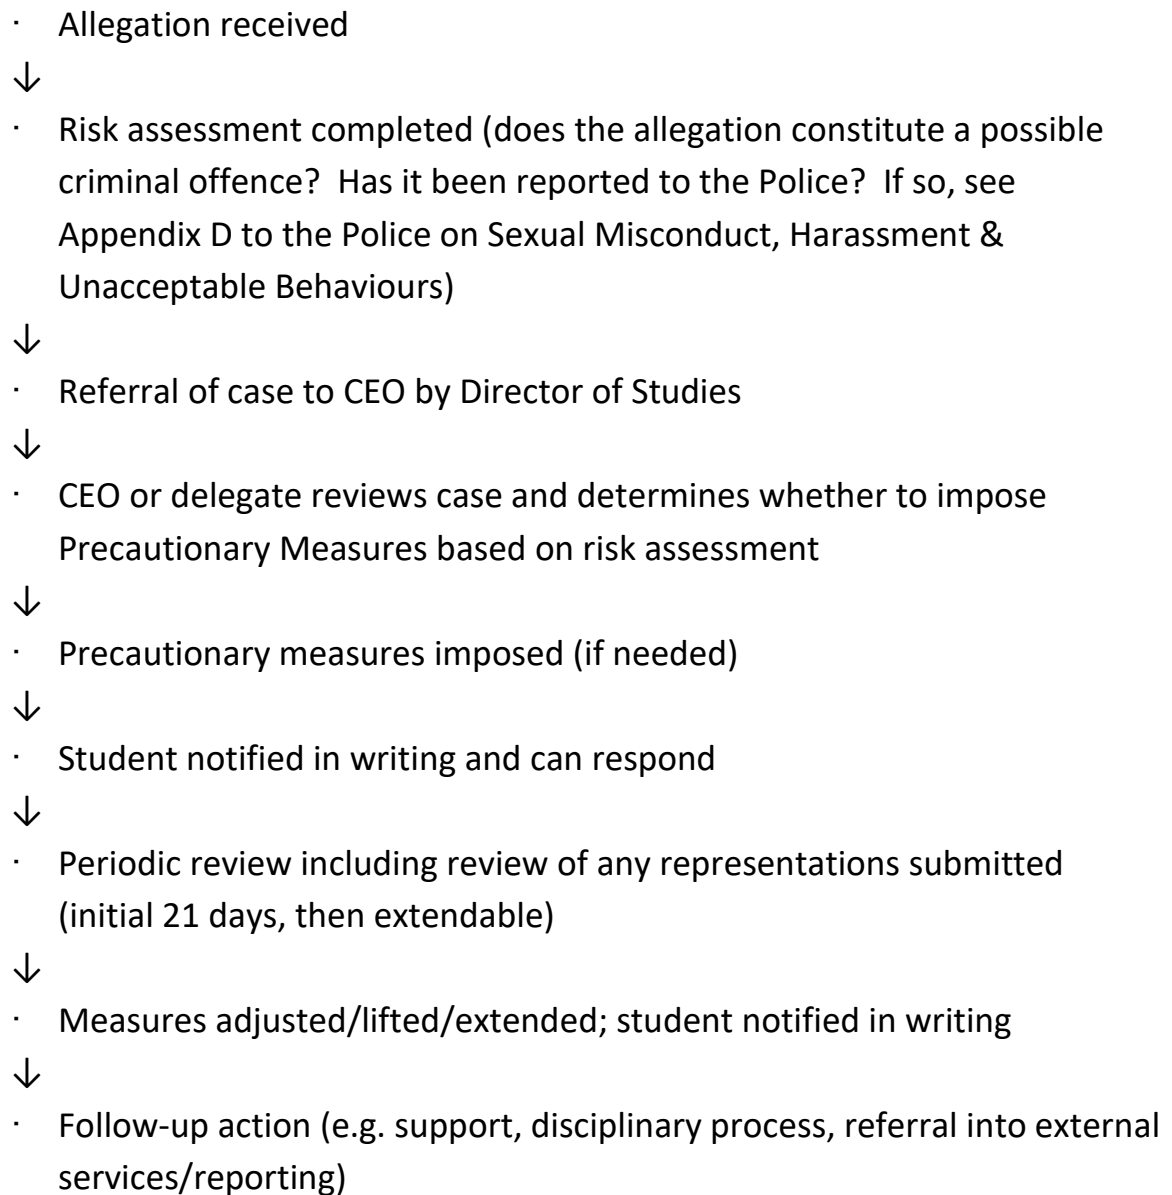 · Allegation received
↓
· Risk assessment completed (does the allegation constitute a possible
criminal offence?  Has it been reported to the Police?  If so, see
Appendix D to the Police on Sexual Misconduct, Harassment &
Unacceptable Behaviours)
↓
· Referral of case to CEO by Director of Studies
↓
· CEO or delegate reviews case and determines whether to impose
Precautionary Measures based on risk assessment
↓
· Precautionary measures imposed (if needed)
↓
· Student notified in writing and can respond
↓
· Periodic review including review of any representations submitted
(initial 21 days, then extendable)
↓
· Measures adjusted/lifted/extended; student notified in writing
↓
· Follow-up action (e.g. support, disciplinary process, referral into external
services/reporting)